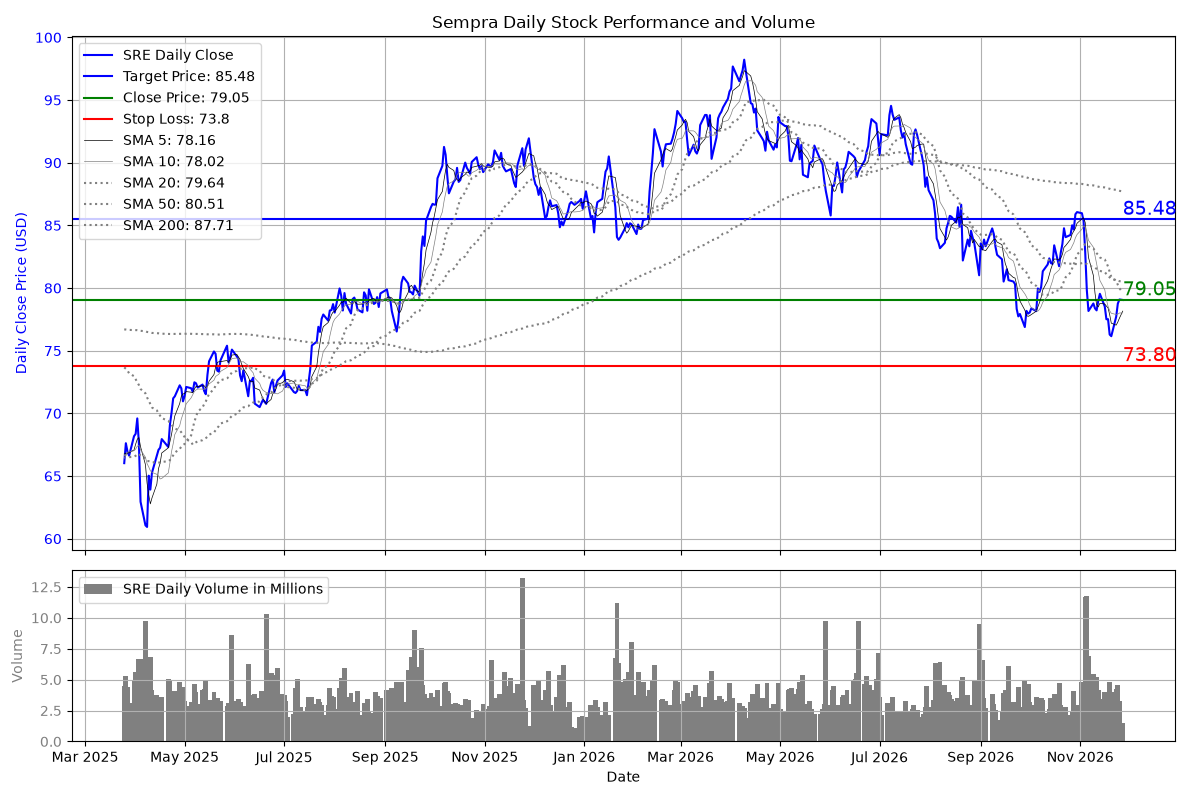 Sempra Daily Stock Performance and Volume
Daily Close Price (USD)
100
95
90
85
80
75
70
65
60
SRE Daily Close
Target Price: 85.48
Close Price: 79.05
Stop Loss: 73.8
SMA 5: 78.16
SMA 10: 78.02
SMA 20: 79.64
SMA 50: 80.51
SMA 200: 87.71
85.48
79.05
73.80
Volume
12.5
10.0
7.5
5.0
2.5
0.0
SRE Daily Volume in Millions
Mar 2025 May 2025 Jul 2025 Sep 2025 Nov 2025 Jan 2026 Mar 2026 May 2026 Jul 2026 Sep 2026 Nov 2026
Date